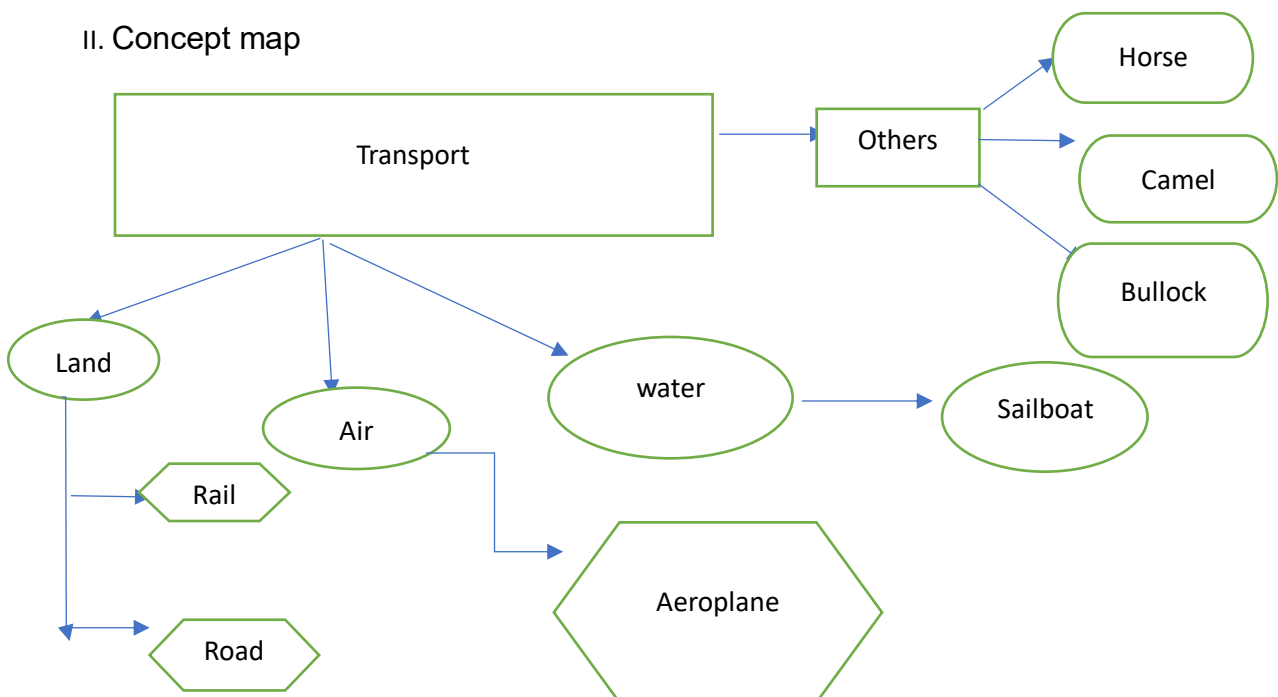 II. Concept map
Horse
Transport
Others
Camel
Bullock
Land
water
Sailboat
Air
Rail
Aeroplane
Road